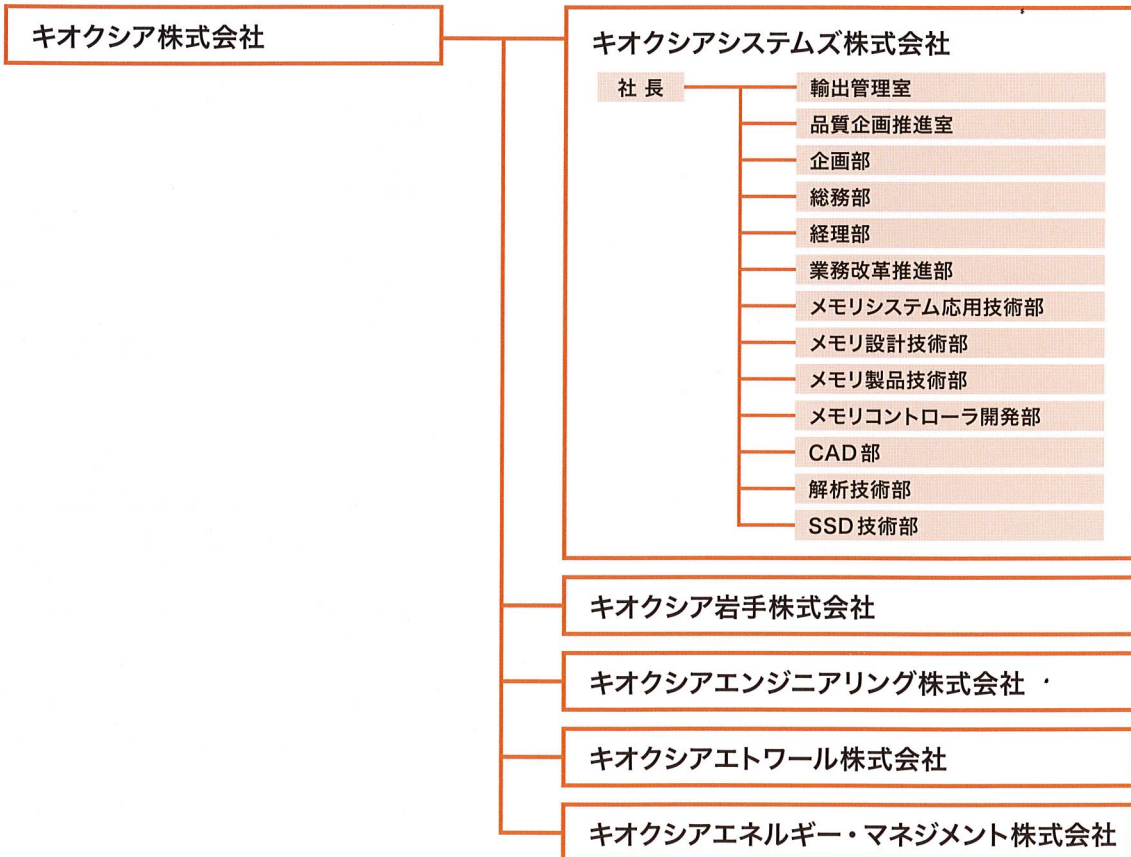 キオクシア株式会社
キオクシアシステムズ株式会社
社長
輸出管理室
品質企画推進室
企画部
総務部
経理部
業務改革推進部
メモリシステム応用技術部
メモリ設計技術部
メモリ製品技術部
メモリコントローラ開発部
CAD部
解析技術部
SSD技術部
キオクシア岩手株式会社
キオクシアエンジニアリング株式会社
キオクシアエトワール株式会社
キオクシアエネルギー・マネジメント株式会社